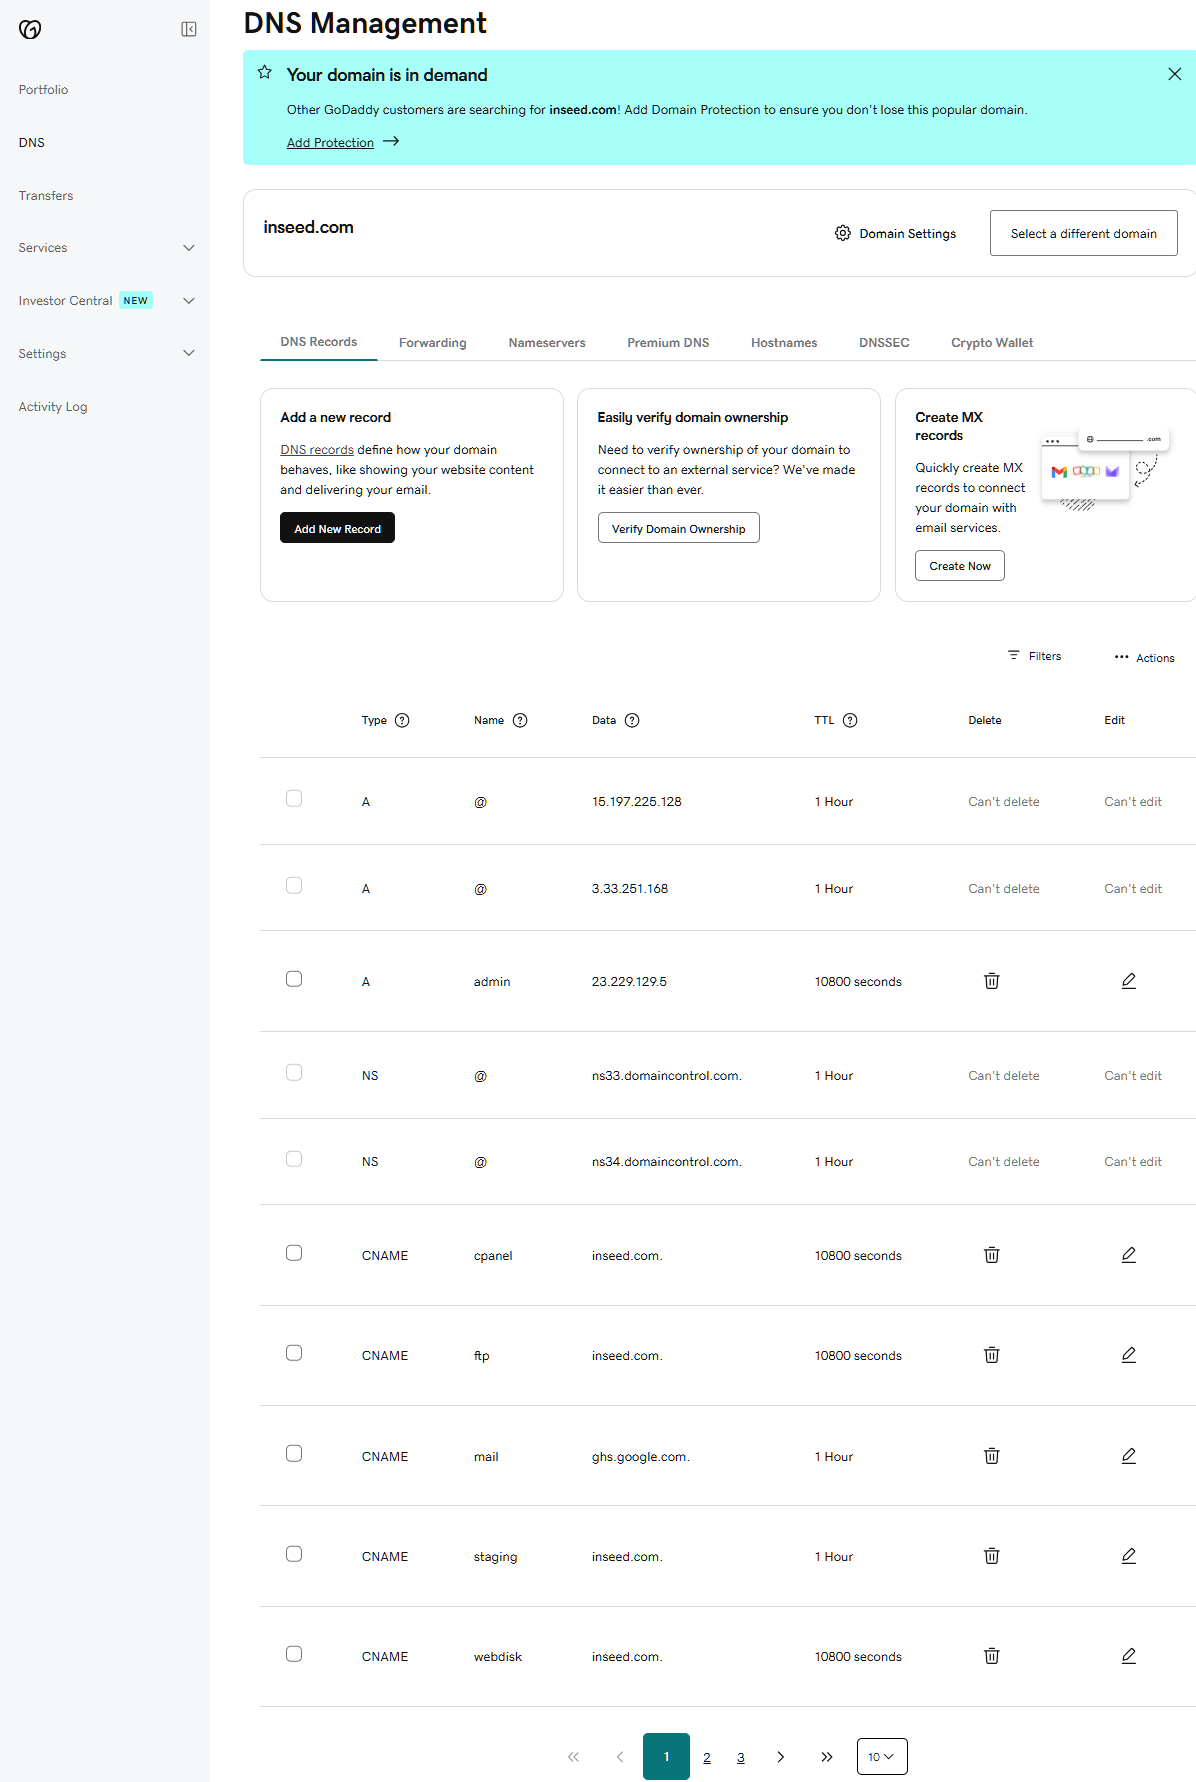 DNS Management
Your domain is in demand
Other GoDaddy customers are searching for inseed.com! Add Domain Protection to ensure you don't lose this popular domain.
Add Protection
Portfolio
DNS
Transfers
Services
Investor Central NEW
Settings
Activity Log
inseed.com
Domain Settings
Select a different domain
DNS Records Forwarding Nameservers Premium DNS Hostnames DNSSEC Crypto Wallet
Add a new record
DNS records define how your domain
behaves, like showing your website content
and delivering your email.
Add New Record
Easily verify domain ownership
Need to verify ownership of your domain to
connect to an external service? We've made
it easier than ever.
Verify Domain Ownership
Create MX
records
Quickly create MX
records to connect
your domain with
email services.
Create Now
.com
Filters
Actions
Type Name Data TTL Delete Edit
A @ 15.197.225.128 1 Hour Can't delete Can't edit
A @ 3.33.251.168 1 Hour Can't delete Can't edit
A admin 23.229.129.5 10800 seconds
NS @ ns33.domaincontrol.com. 1 Hour Can't delete Can't edit
NS @ ns34.domaincontrol.com. 1 Hour Can't delete Can't edit
CNAME cpanel inseed.com. 10800 seconds
CNAME ftp inseed.com. 10800 seconds
CNAME mail ghs.google.com. 1 Hour
CNAME staging inseed.com. 1 Hour
CNAME webdisk inseed.com. 10800 seconds
1 2 3 10